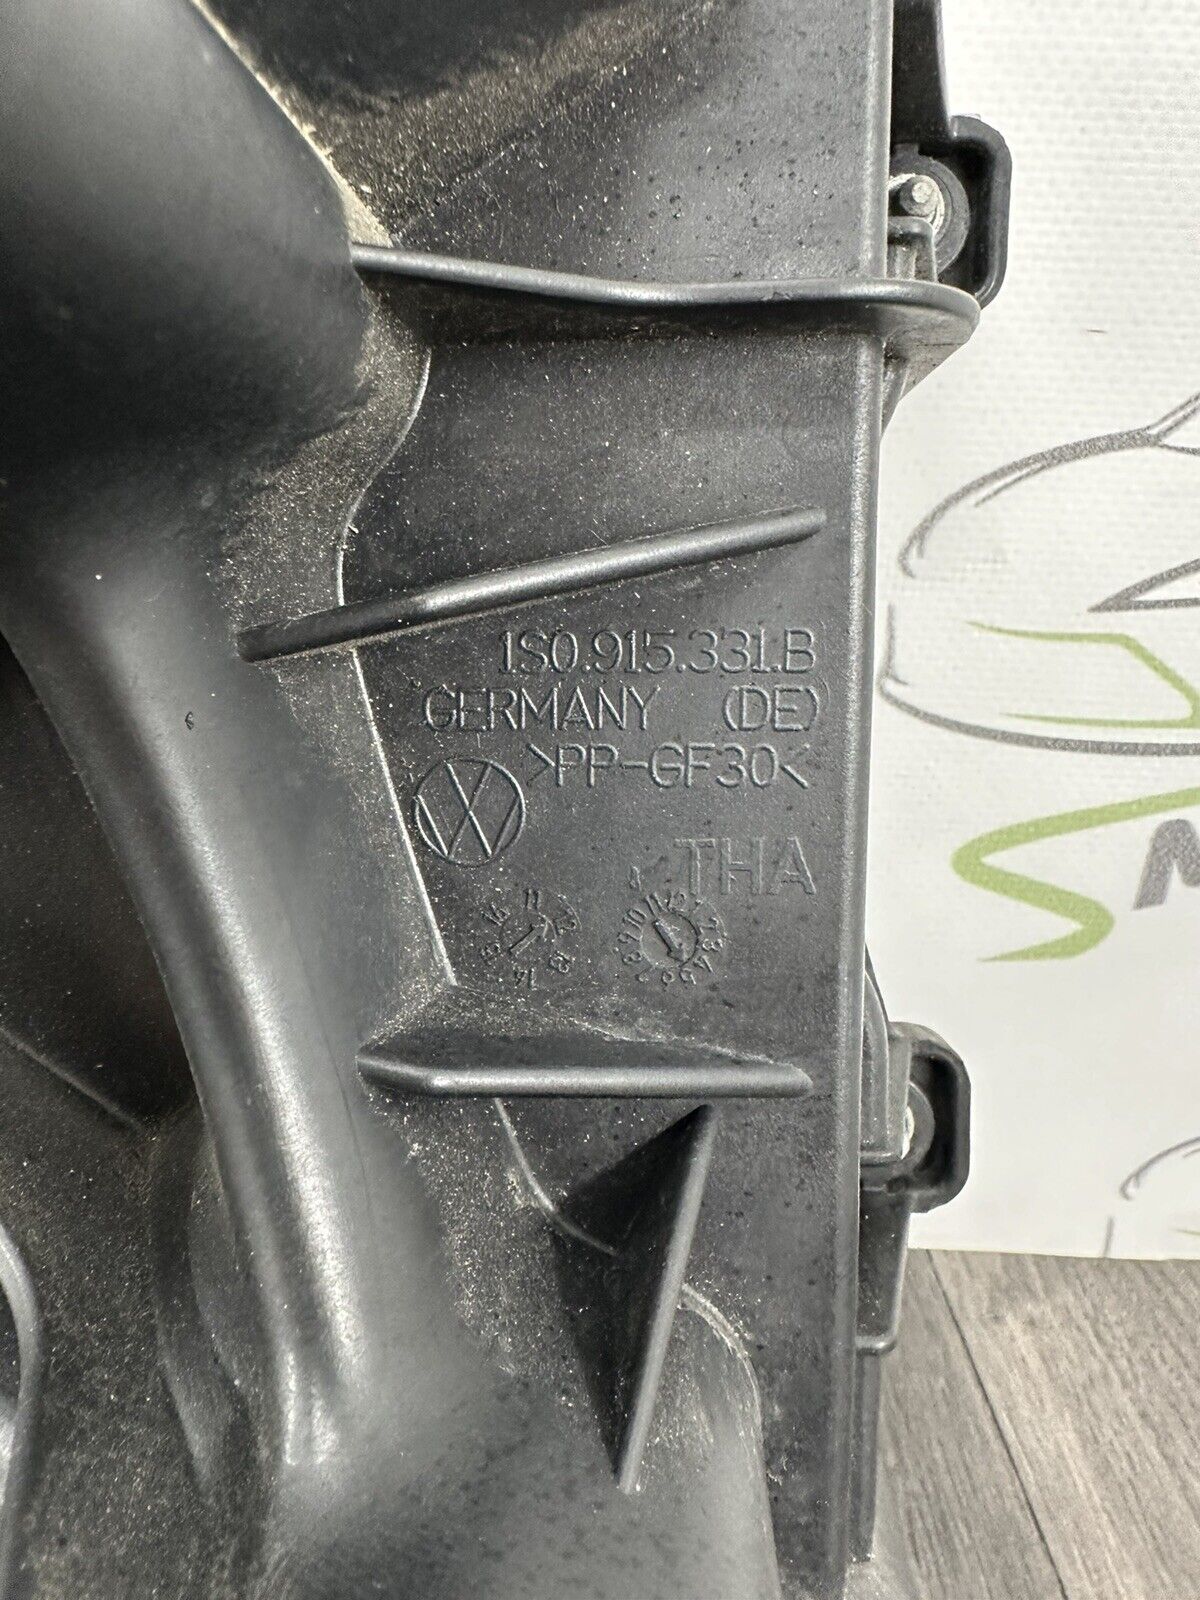 1S0.915.331.B
GERMANY (DE)
>PP-GF30<
THA